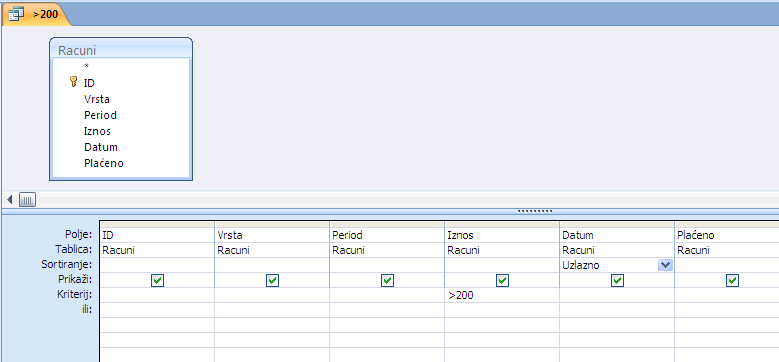 >200
Racuni
*
ID
Vrsta
Period
Iznos
Datum
Plaćeno
Polje: ID Vrsta Period Iznos Datum Plaćeno
Tablica: Racuni Racuni Racuni Racuni Racuni Racuni
Sortiranje: Uzlazno
Prikaži:
Kriterij: >200
ili: